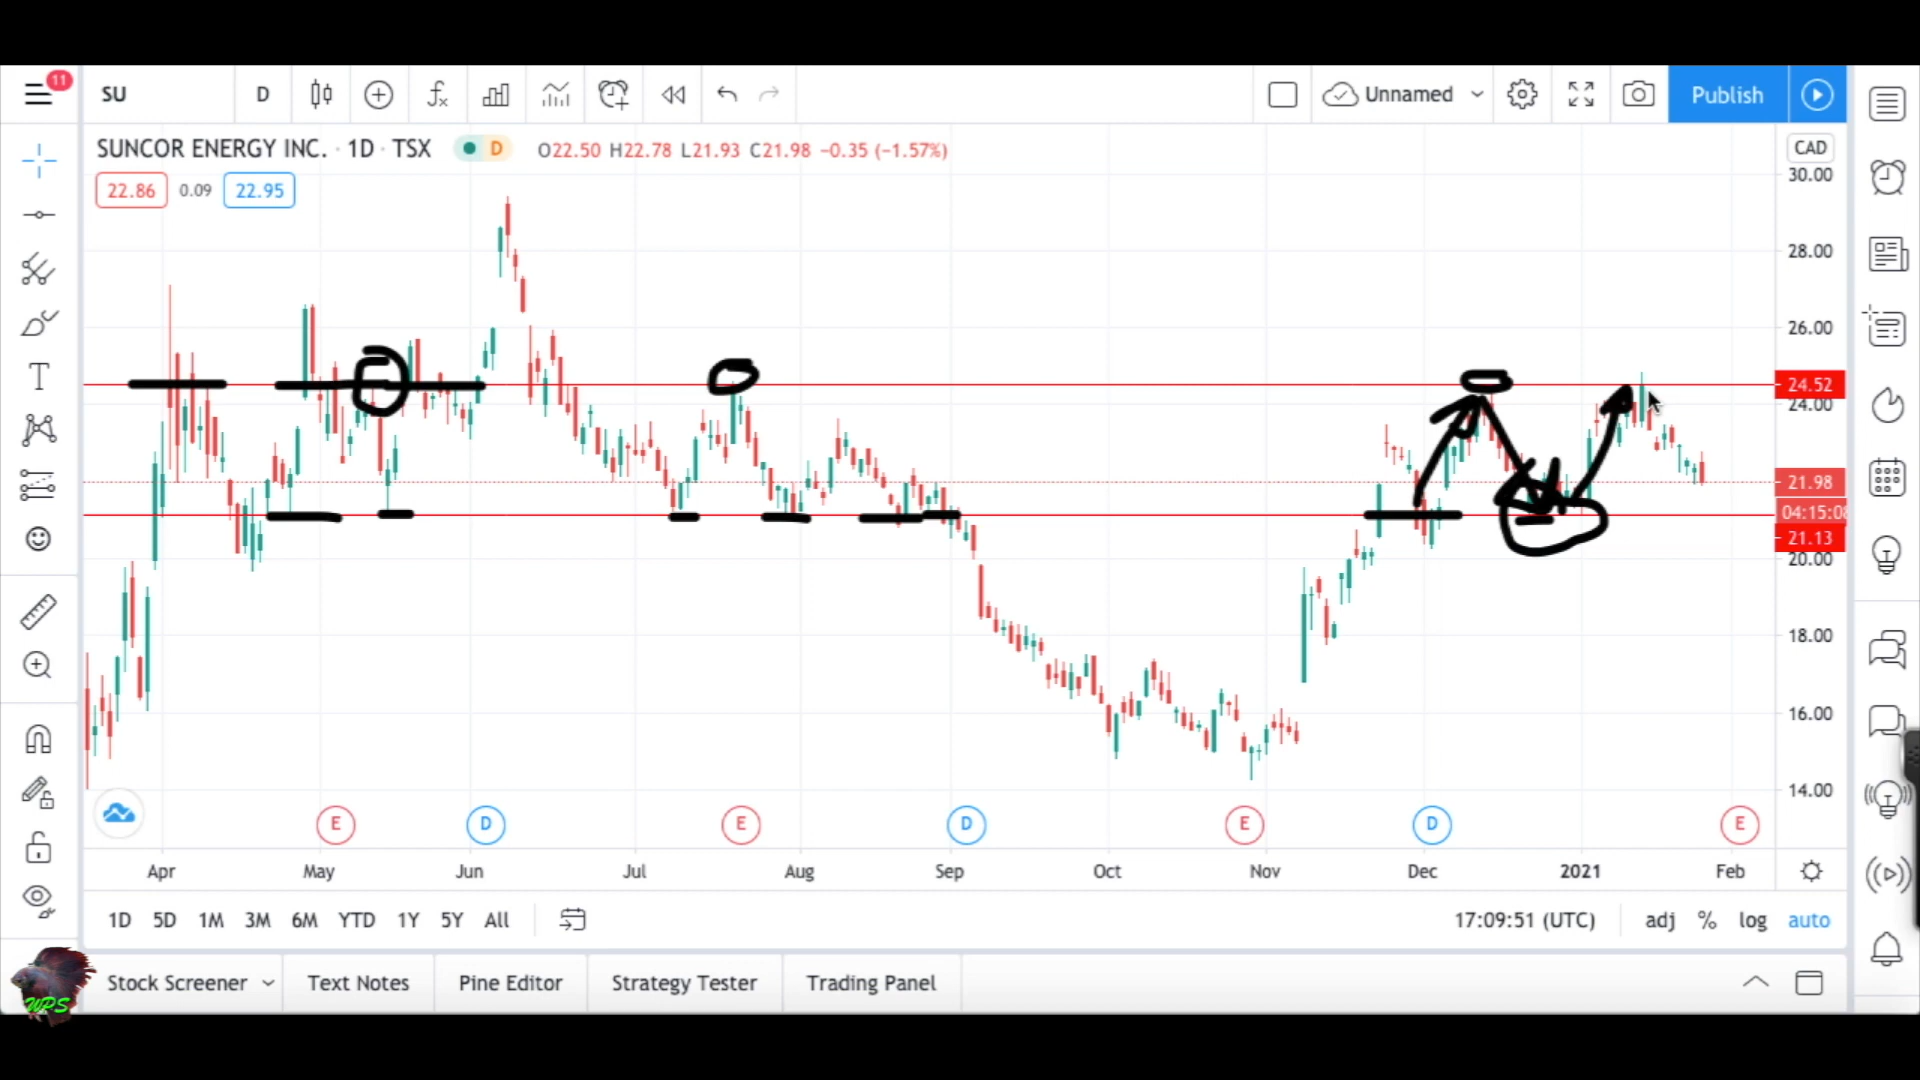 11
SU D fx Unnamed Publish
SUNCOR ENERGY INC. · 1D · TSX D O22.50 H22.78 L21.93 C21.98 −0.35 (−1.57%)
22.86 0.09 22.95
CAD
30.00
28.00
26.00
24.52
24.00
21.98
04:15:08
21.13
20.00
18.00
16.00
14.00
E D E D E D E
Apr May Jun Jul Aug Sep Oct Nov Dec 2021 Feb
1D 5D 1M 3M 6M YTD 1Y 5Y All 17:09:51 (UTC) adj % log auto
Stock Screener Text Notes Pine Editor Strategy Tester Trading Panel
WPS